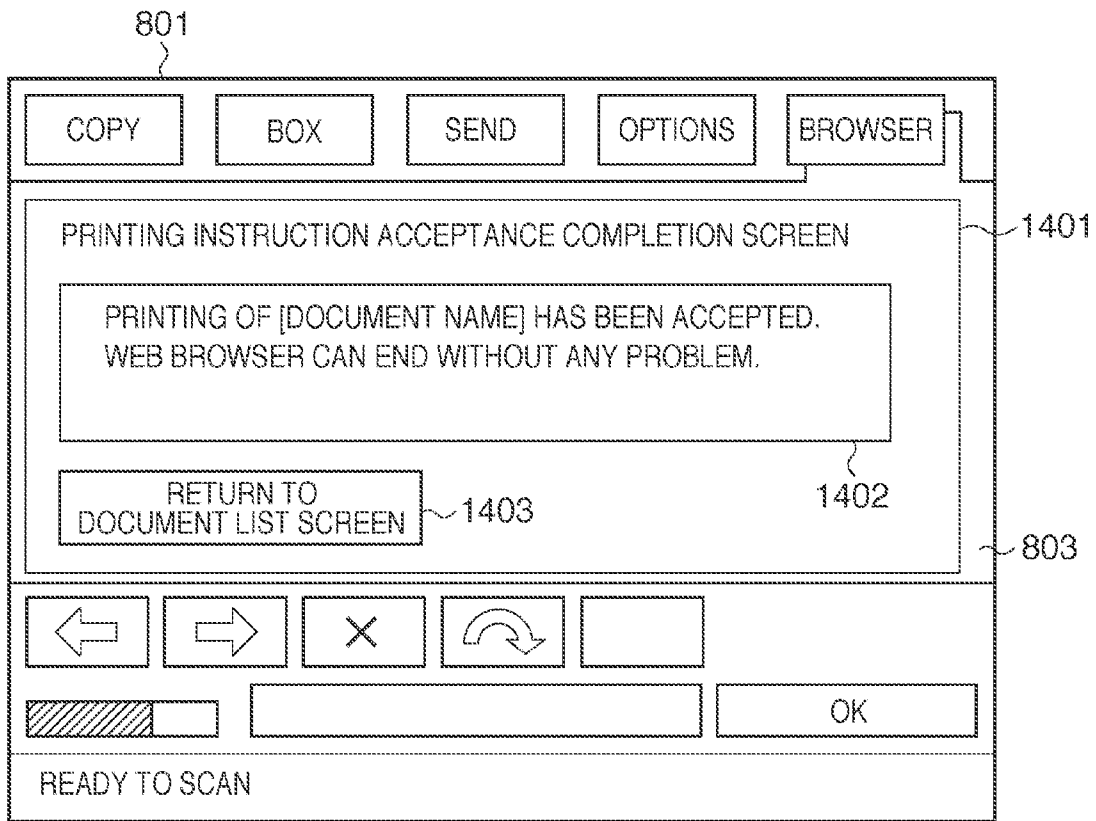 801
COPY BOX SEND OPTIONS BROWSER
PRINTING INSTRUCTION ACCEPTANCE COMPLETION SCREEN
1401
PRINTING OF [DOCUMENT NAME] HAS BEEN ACCEPTED.
WEB BROWSER CAN END WITHOUT ANY PROBLEM.
1402
RETURN TO
DOCUMENT LIST SCREEN
1403
803
OK
READY TO SCAN